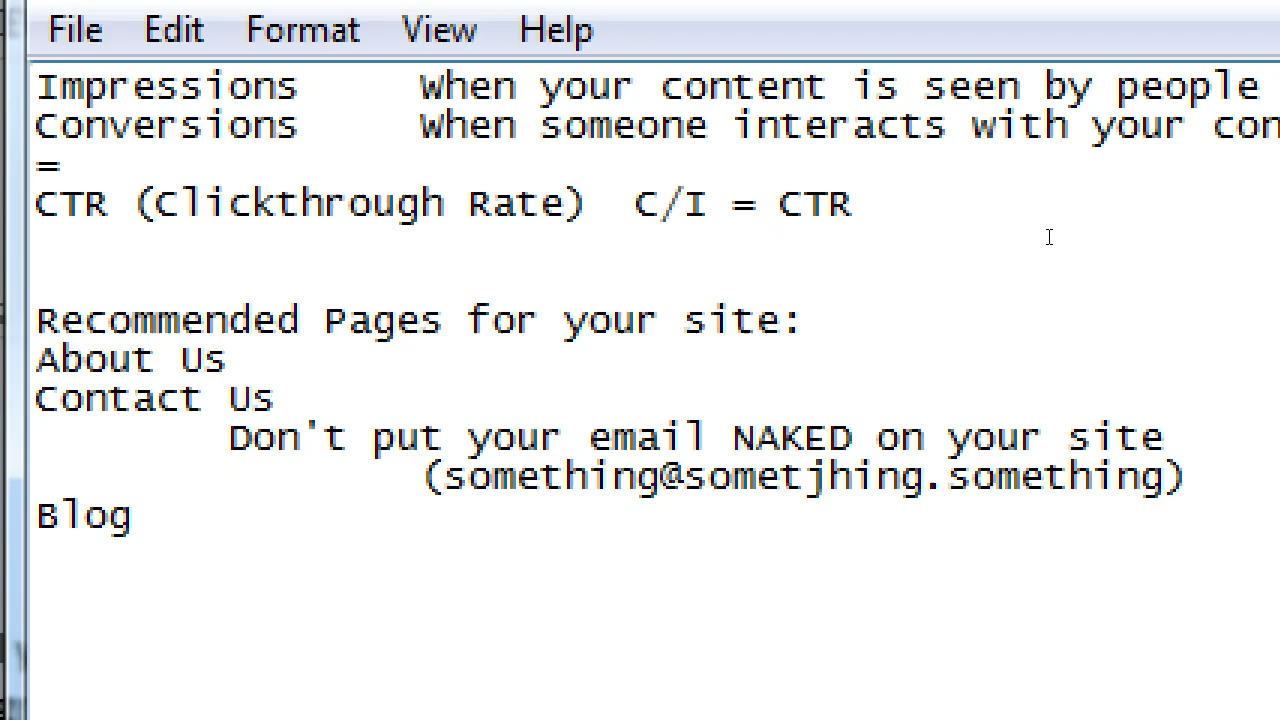 File Edit Format View Help
Impressions When your content is seen by people
Conversions When someone interacts with your con
=
CTR (Clickthrough Rate) C/I = CTR
Recommended Pages for your site:
About Us
Contact Us
Don't put your email NAKED on your site
(something@sometjhing.something)
Blog